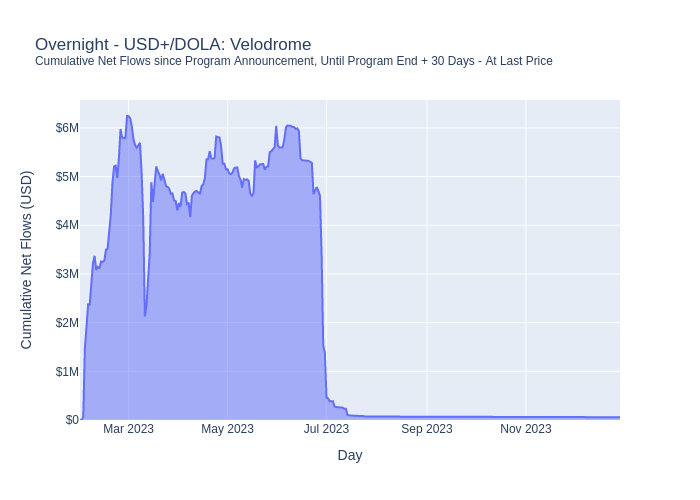 Overnight - USD+/DOLA: Velodrome
Cumulative Net Flows since Program Announcement, Until Program End + 30 Days - At Last Price
$6M
$5M
$4M
$3M
$2M
$1M
$0
Cumulative Net Flows (USD)
Mar 2023 May 2023 Jul 2023 Sep 2023 Nov 2023
Day